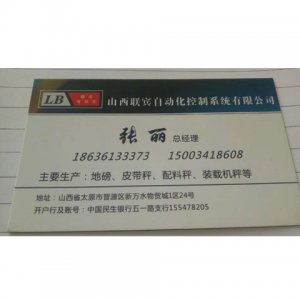 LB
山西联宾自动化控制系统有限公司
张丽 总经理
18636133373 15003418608
主要生产：地磅、皮带秤、配料秤、装载机秤等
地址：山西省太原市晋源区新万水物贸城1区24号
开户行及账号：中国民生银行五一路支行155478205